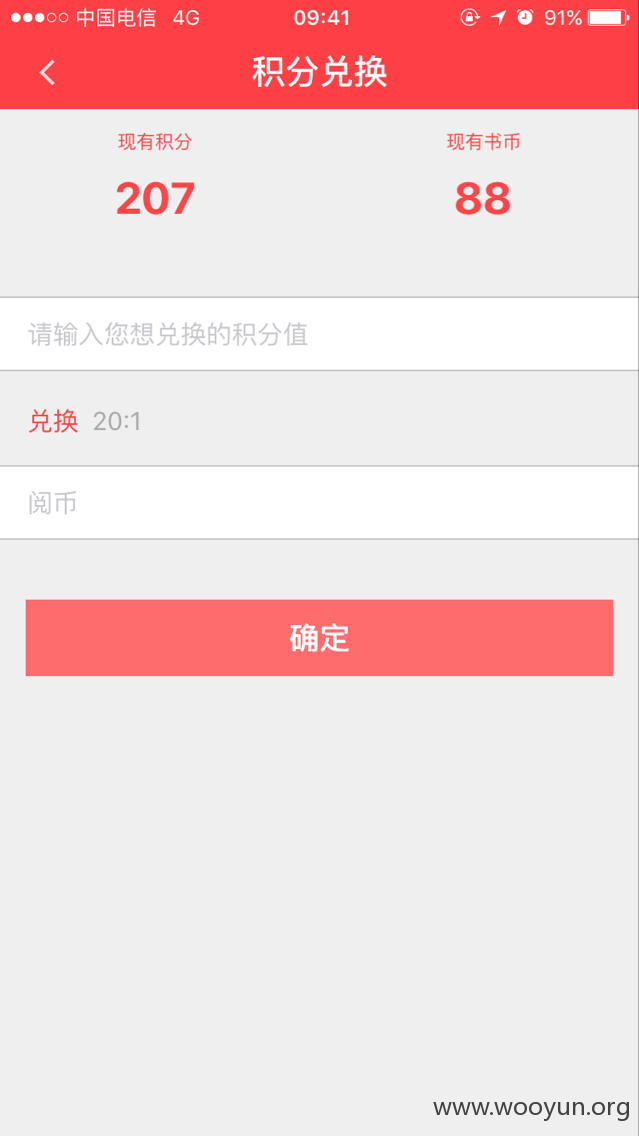 中国电信 4G 09:41 91%
积分兑换
现有积分 现有书币
207 88
请输入您想兑换的积分值
兑换 20:1
阅币
确定
www.wooyun.org